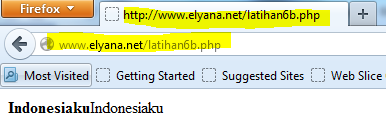 Firefox
http://www.elyana.net/latihan6b.php
www.elyana.net/latihan6b.php
Most Visited Getting Started Suggested Sites Web Slice
IndonesiakuIndonesiaku